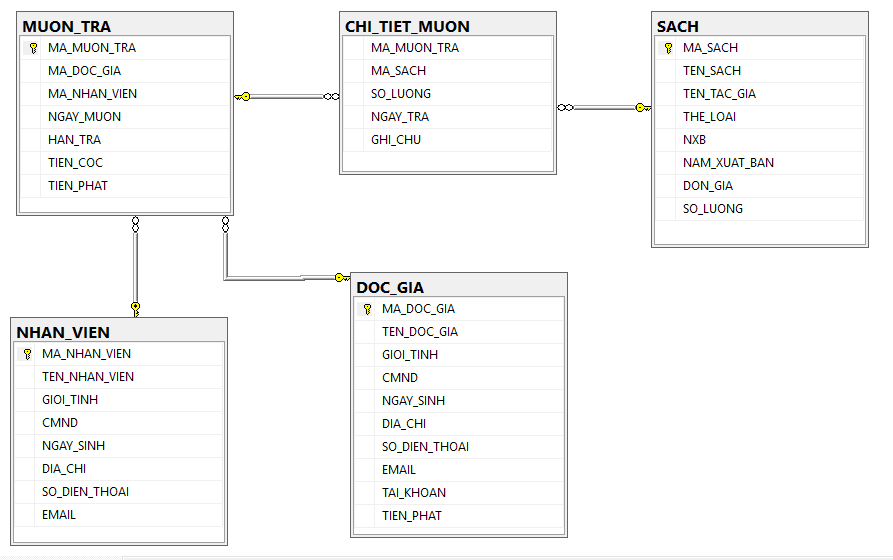 MUON_TRA
MA_MUON_TRA
MA_DOC_GIA
MA_NHAN_VIEN
NGAY_MUON
HAN_TRA
TIEN_COC
TIEN_PHAT
CHI_TIET_MUON
MA_MUON_TRA
MA_SACH
SO_LUONG
NGAY_TRA
GHI_CHU
SACH
MA_SACH
TEN_SACH
TEN_TAC_GIA
THE_LOAI
NXB
NAM_XUAT_BAN
DON_GIA
SO_LUONG
NHAN_VIEN
MA_NHAN_VIEN
TEN_NHAN_VIEN
GIOI_TINH
CMND
NGAY_SINH
DIA_CHI
SO_DIEN_THOAI
EMAIL
DOC_GIA
MA_DOC_GIA
TEN_DOC_GIA
GIOI_TINH
CMND
NGAY_SINH
DIA_CHI
SO_DIEN_THOAI
EMAIL
TAI_KHOAN
TIEN_PHAT